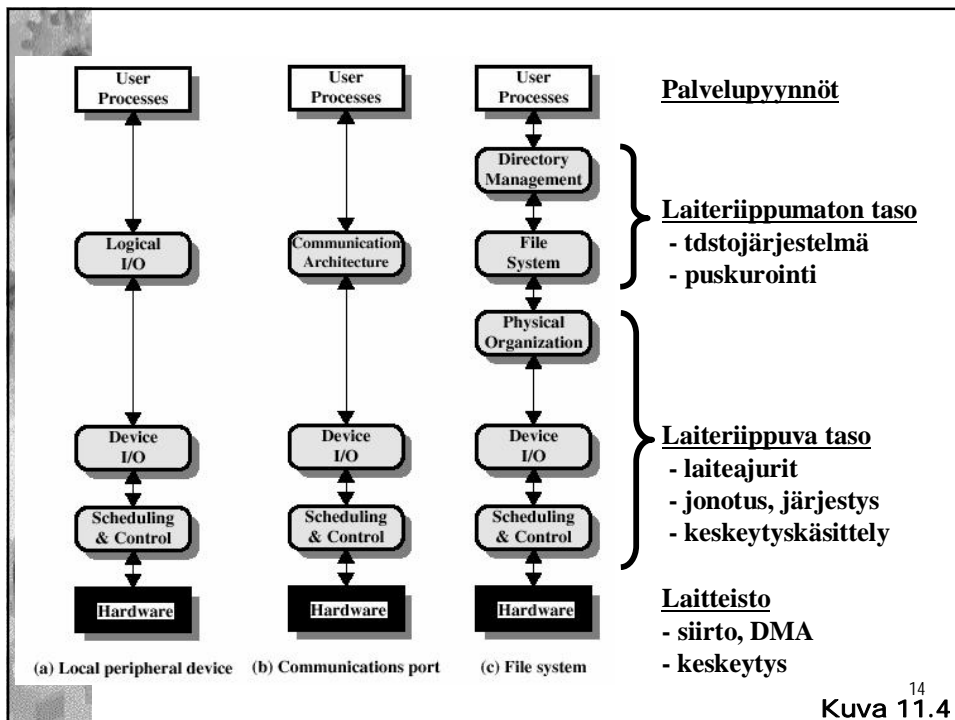 User
Processes
Logical
I/O
Device
I/O
Scheduling
& Control
Hardware
(a) Local peripheral device
User
Processes
Communication
Architecture
Device
I/O
Scheduling
& Control
Hardware
(b) Communications port
User
Processes
Directory
Management
File
System
Physical
Organization
Device
I/O
Scheduling
& Control
Hardware
(c) File system
Palvelupyynnöt
Laiteriippumaton taso
- tdstojärjestelmä
- puskurointi
Laiteriippuva taso
- laiteajurit
- jonotus, järjestys
- keskeytyskäsittely
Laitteisto
- siirto, DMA
- keskeytys
14
Kuva 11.4